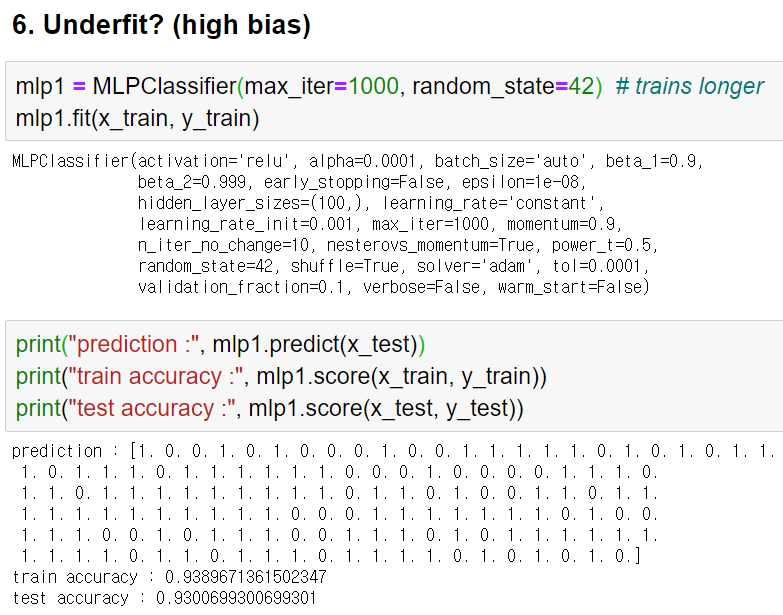 6. Underfit? (high bias)
mlp1 = MLPClassifier(max_iter=1000, random_state=42)  # trains longer
mlp1.fit(x_train, y_train)
MLPClassifier(activation='relu', alpha=0.0001, batch_size='auto', beta_1=0.9,
beta_2=0.999, early_stopping=False, epsilon=1e-08,
hidden_layer_sizes=(100,), learning_rate='constant',
learning_rate_init=0.001, max_iter=1000, momentum=0.9,
n_iter_no_change=10, nesterovs_momentum=True, power_t=0.5,
random_state=42, shuffle=True, solver='adam', tol=0.0001,
validation_fraction=0.1, verbose=False, warm_start=False)
print("prediction :", mlp1.predict(x_test))
print("train accuracy :", mlp1.score(x_train, y_train))
print("test accuracy :", mlp1.score(x_test, y_test))
prediction : [1. 0. 0. 1. 0. 1. 0. 0. 0. 1. 0. 0. 1. 1. 1. 1. 1. 0. 1. 0. 1. 0. 1. 1.
1. 0. 1. 1. 1. 0. 1. 1. 1. 1. 1. 1. 0. 0. 0. 1. 0. 0. 0. 0. 1. 1. 1. 0.
1. 1. 0. 1. 1. 1. 1. 1. 1. 1. 1. 1. 0. 1. 1. 0. 1. 0. 0. 1. 1. 0. 1. 1.
1. 1. 1. 1. 1. 1. 1. 1. 1. 1. 0. 0. 0. 1. 1. 1. 1. 1. 1. 1. 0. 1. 0. 0.
1. 1. 1. 0. 0. 1. 0. 1. 1. 1. 0. 0. 1. 1. 1. 0. 1. 0. 1. 1. 1. 1. 1. 1.
1. 1. 1. 1. 0. 1. 1. 0. 1. 1. 0. 1. 1. 1. 1. 0. 1. 0. 1. 0. 1. 0.]
train accuracy : 0.9389671361502347
test accuracy : 0.9300699300699301